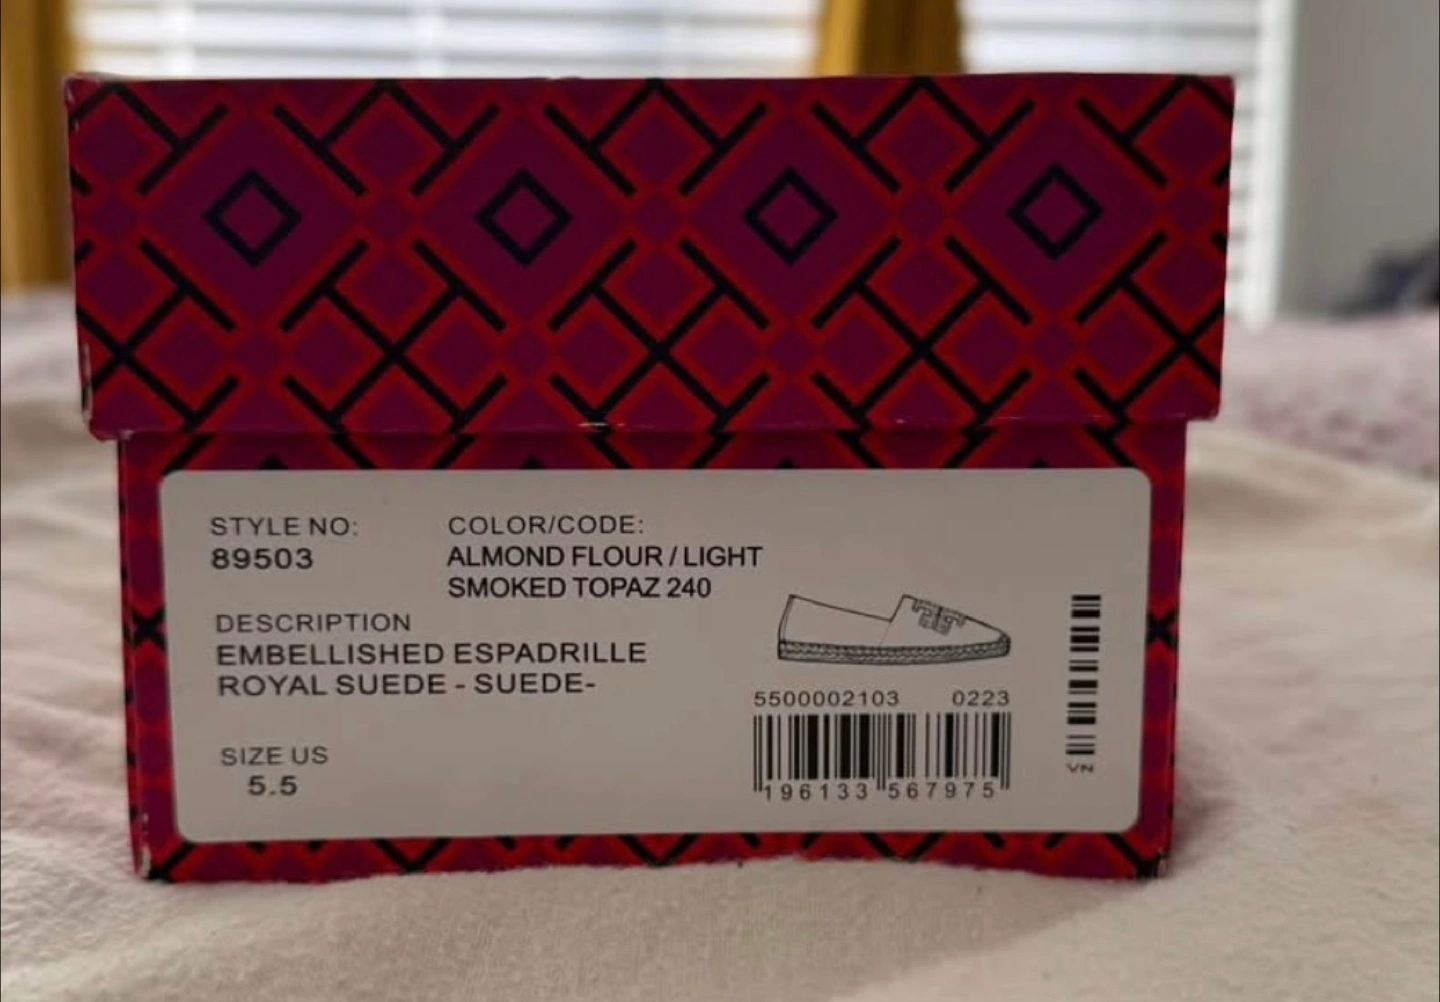 STYLE NO:
89503
COLOR/CODE:
ALMOND FLOUR / LIGHT
SMOKED TOPAZ 240
DESCRIPTION
EMBELLISHED ESPADRILLE
ROYAL SUEDE - SUEDE-
SIZE US
5.5
5500002103 0223
196133 567975
VN